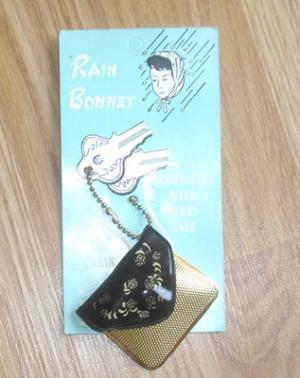 RAIN
BONNET
COMPLETE
WITH
CARRY
CASE